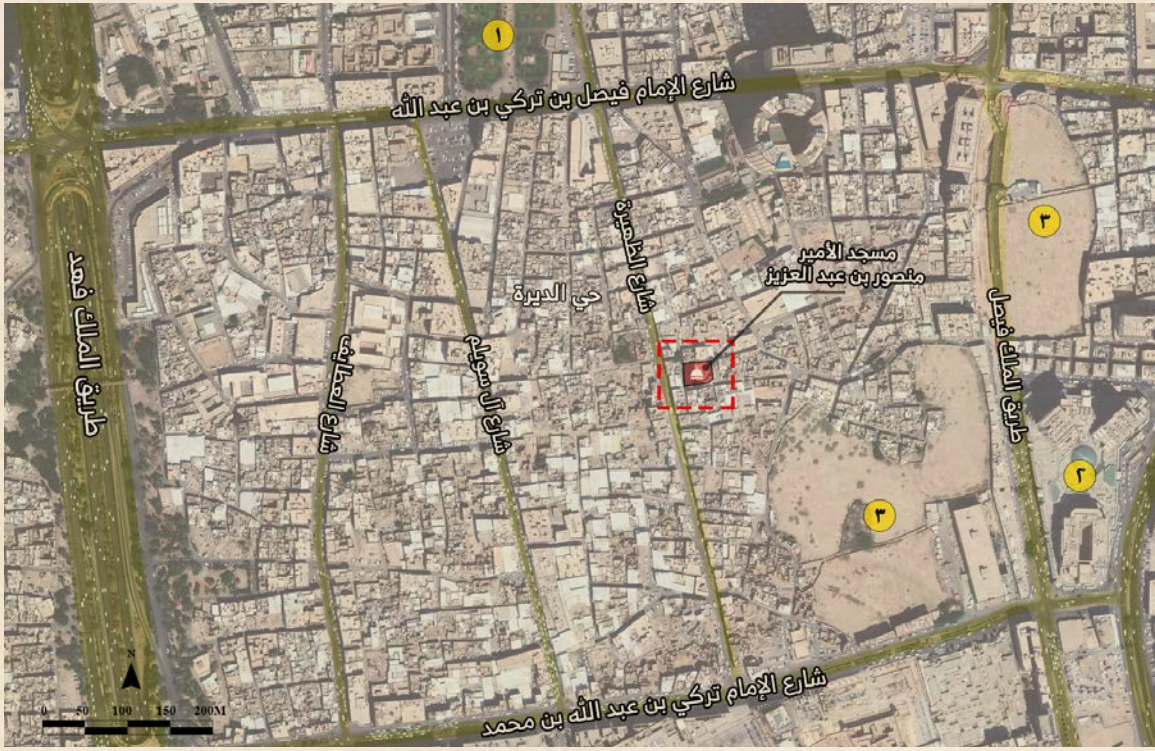 ١
شارع الإمام فيصل بن تركي بن عبد الله
شارع الظهيرة
٣
مسجد الأمير
منصور بن عبد العزيز
حي الديرة
طريق الملك فهد
شارع العطايف
شارع آل سويلم
طريق الملك فيصل
٢
٣
شارع الإمام تركي بن عبد الله بن محمد
N
0 50 100 150 200M